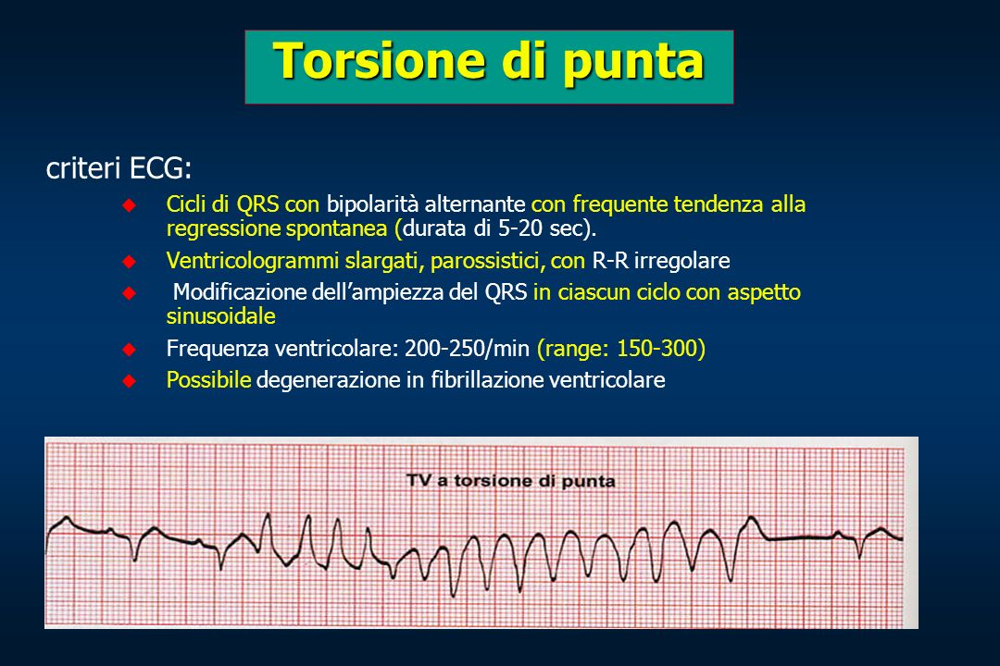 Torsione di punta
criteri ECG:
Cicli di QRS con bipolarità alternante con frequente tendenza alla
regressione spontanea (durata di 5-20 sec).
Ventricologrammi slargati, parossistici, con R-R irregolare
Modificazione dell’ampiezza del QRS in ciascun ciclo con aspetto
sinusoidale
Frequenza ventricolare: 200-250/min (range: 150-300)
Possibile degenerazione in fibrillazione ventricolare
TV a torsione di punta